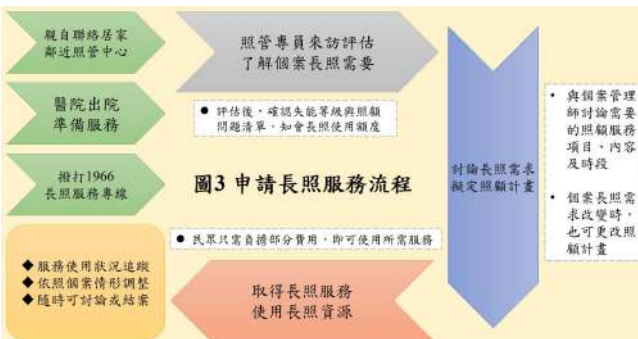 親自聯絡居家
鄰近照管中心
醫院出院
準備服務
撥打1966
長照服務專線
照管專員來訪評估
了解個案長照需要
● 評估後，確認失能等級與照顧
問題清單，知會長照使用額度
圖3 申請長照服務流程
討論長照需求
擬定照顧計畫
• 與個案管理
師討論需要
的照顧服務
項目、內容
及時段
• 個案長照需
求改變時，
也可更改照
顧計畫
● 民眾只需負擔部分費用，即可使用所需服務
取得長照服務
使用長照資源
◆服務使用狀況追蹤
◆依照個案情形調整
◆隨時可討論或結案